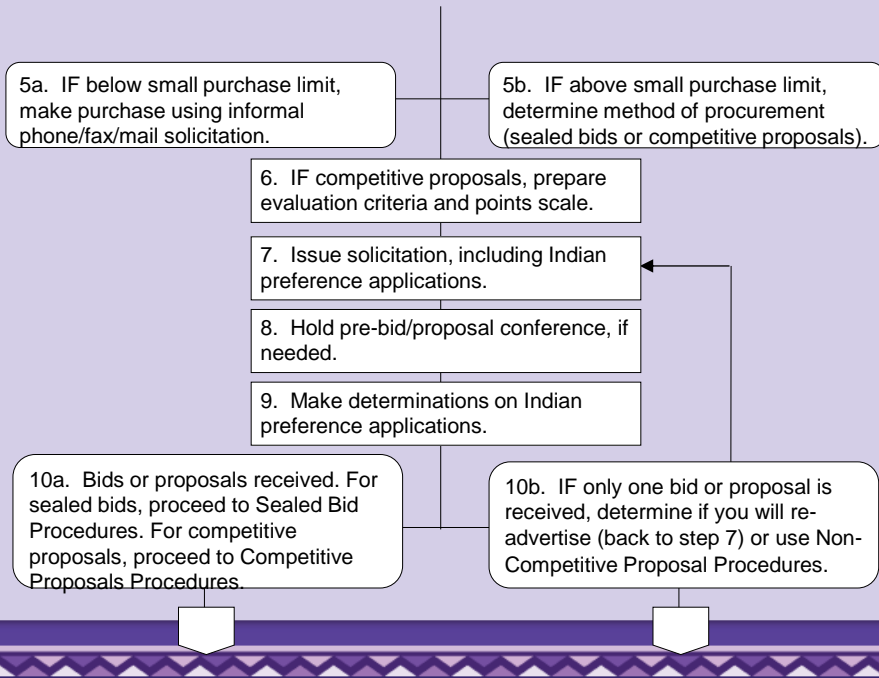 5a. IF below small purchase limit,
make purchase using informal
phone/fax/mail solicitation.
5b. IF above small purchase limit,
determine method of procurement
(sealed bids or competitive proposals).
6. IF competitive proposals, prepare
evaluation criteria and points scale.
7. Issue solicitation, including Indian
preference applications.
8. Hold pre-bid/proposal conference, if
needed.
9. Make determinations on Indian
preference applications.
10a. Bids or proposals received. For
sealed bids, proceed to Sealed Bid
Procedures. For competitive
proposals, proceed to Competitive
Proposals Procedures.
10b. IF only one bid or proposal is
received, determine if you will re-
advertise (back to step 7) or use Non-
Competitive Proposal Procedures.